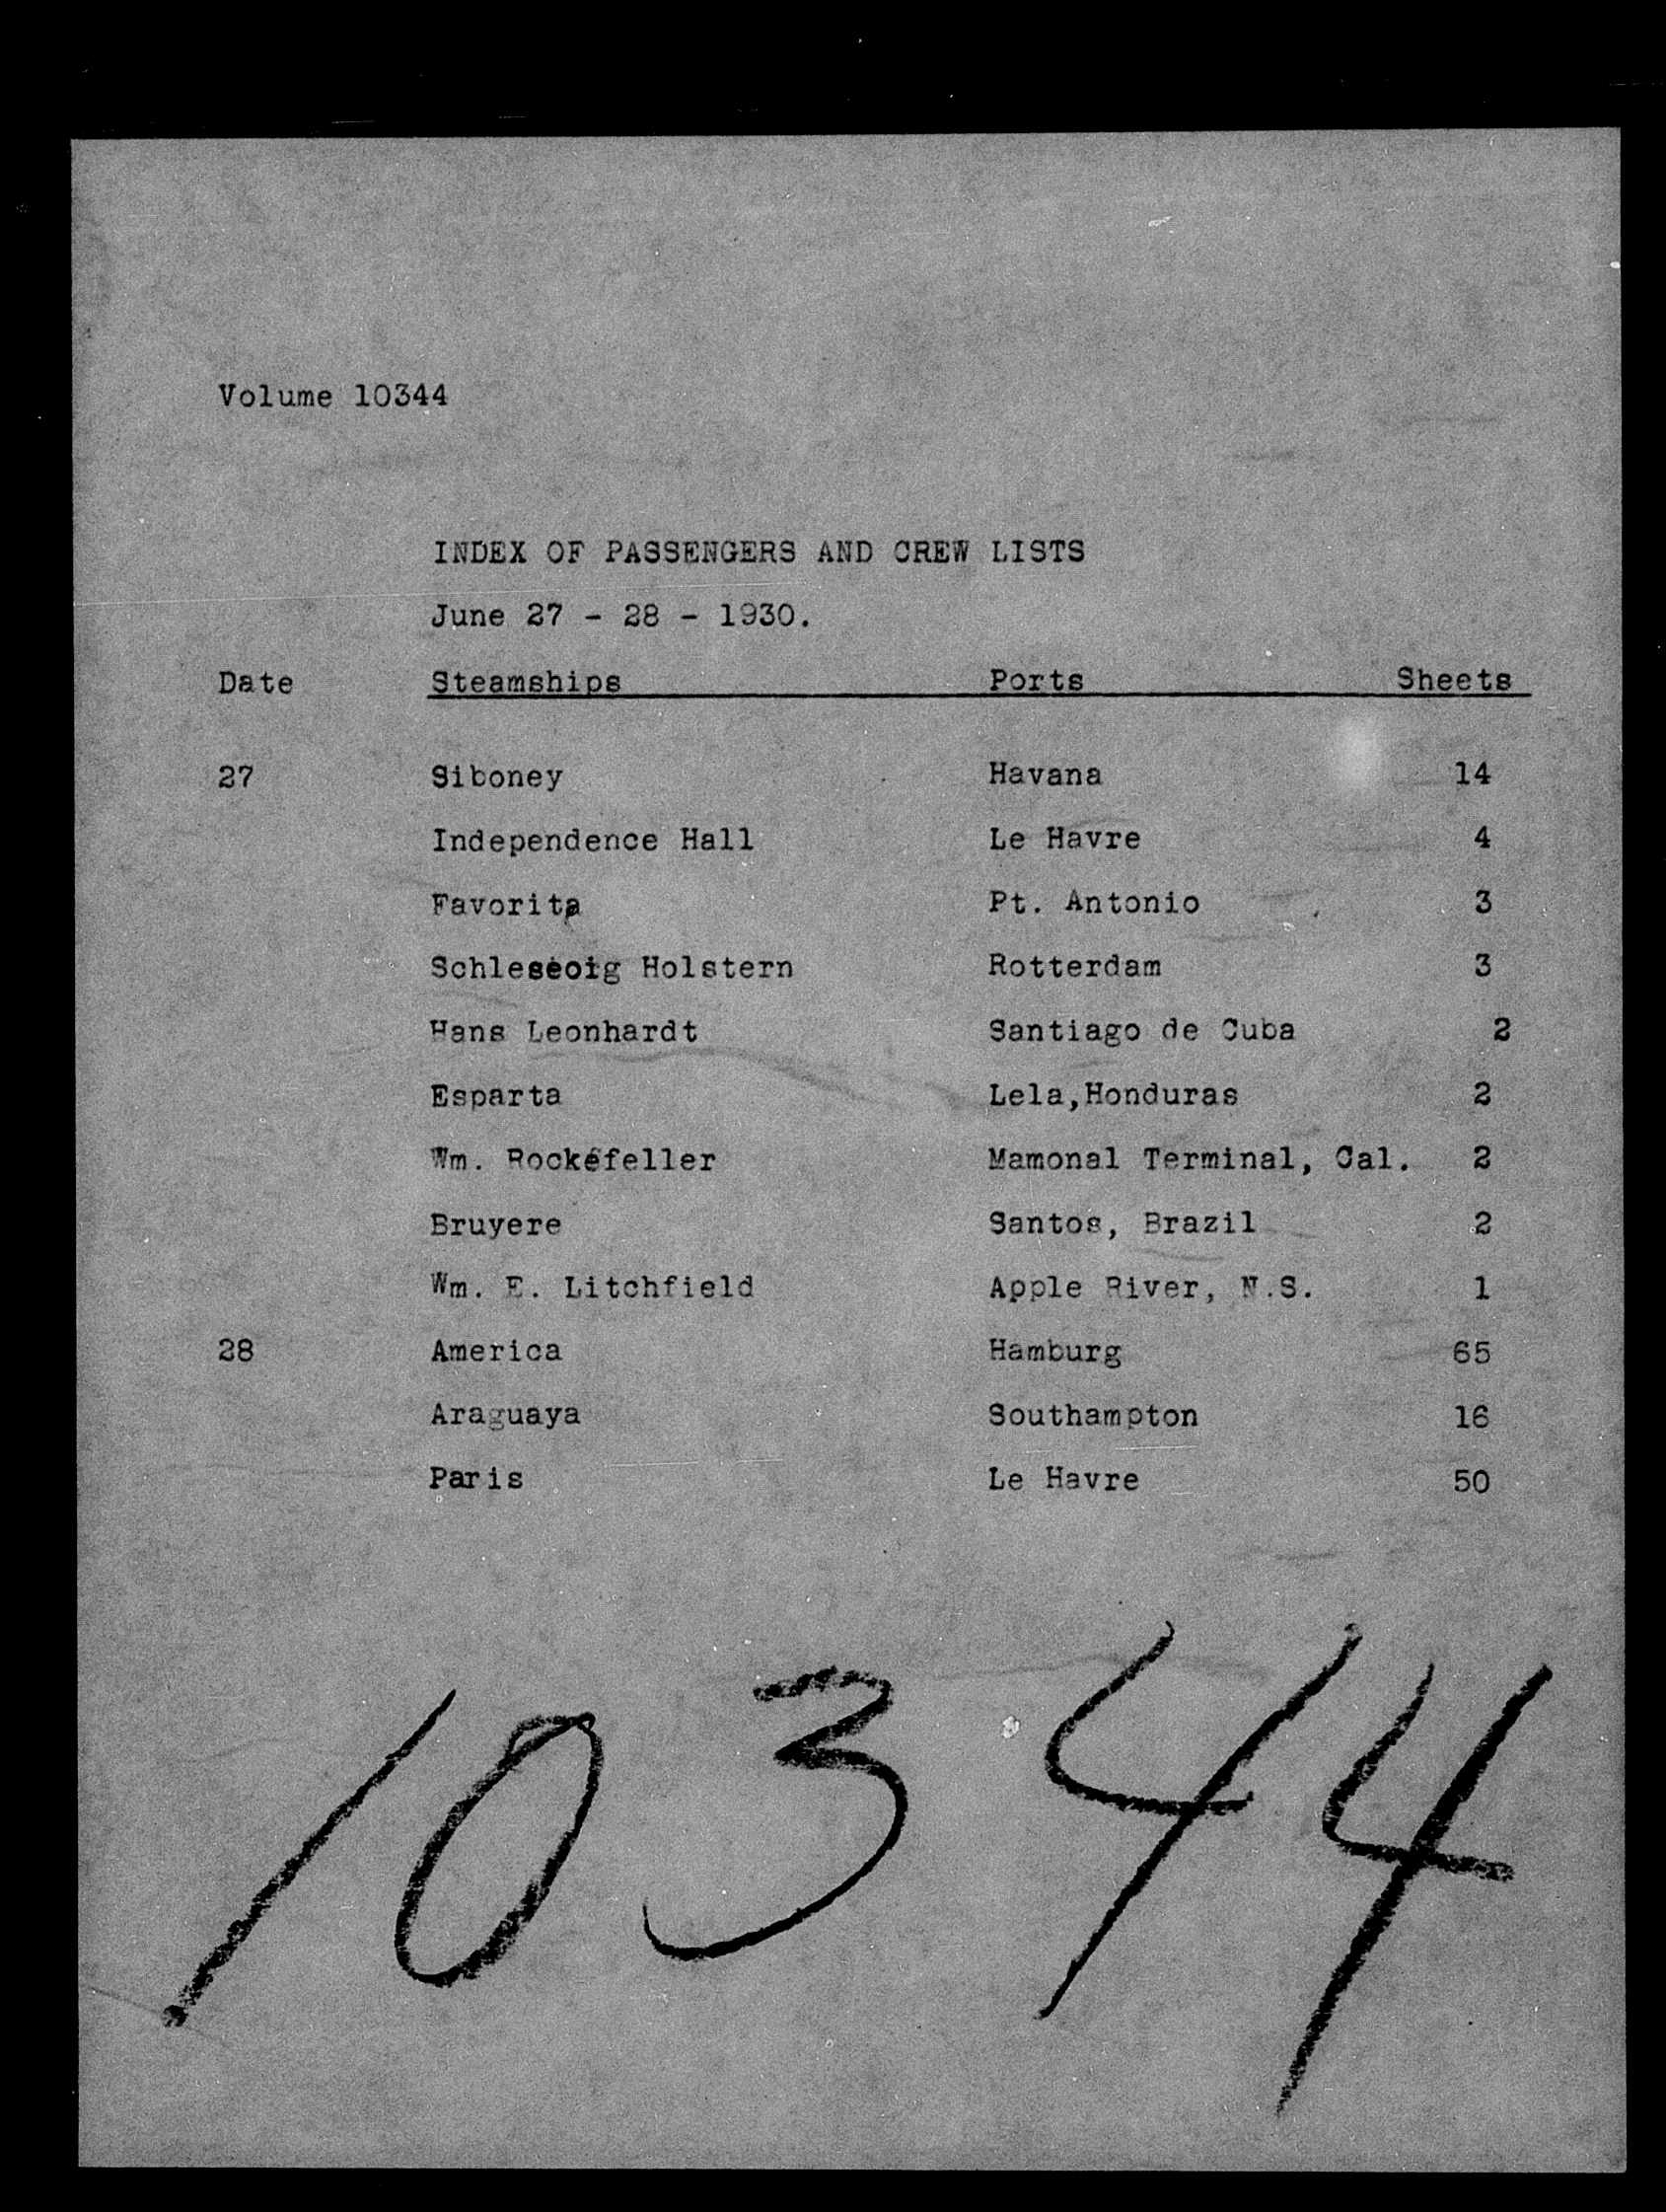 Volume 10344
INDEX OF PASSENGERS AND CREW LISTS
June 27 - 28 - 1930.
Date Steamships Ports Sheets
27 Siboney Havana 14
Independence Hall Le Havre 4
Favorita Pt. Antonio 3
Schleseoig Holstern Rotterdam 3
Hans Leonhardt Santiago de Cuba 2
Esparta Lela,Honduras 2
Wm. Rockefeller Mamonal Terminal, Cal. 2
Bruyere Santos, Brazil 2
Wm. E. Litchfield Apple River, N.S. 1
28 America Hamburg 65
Araguaya Southampton 16
Paris Le Havre 50
10344